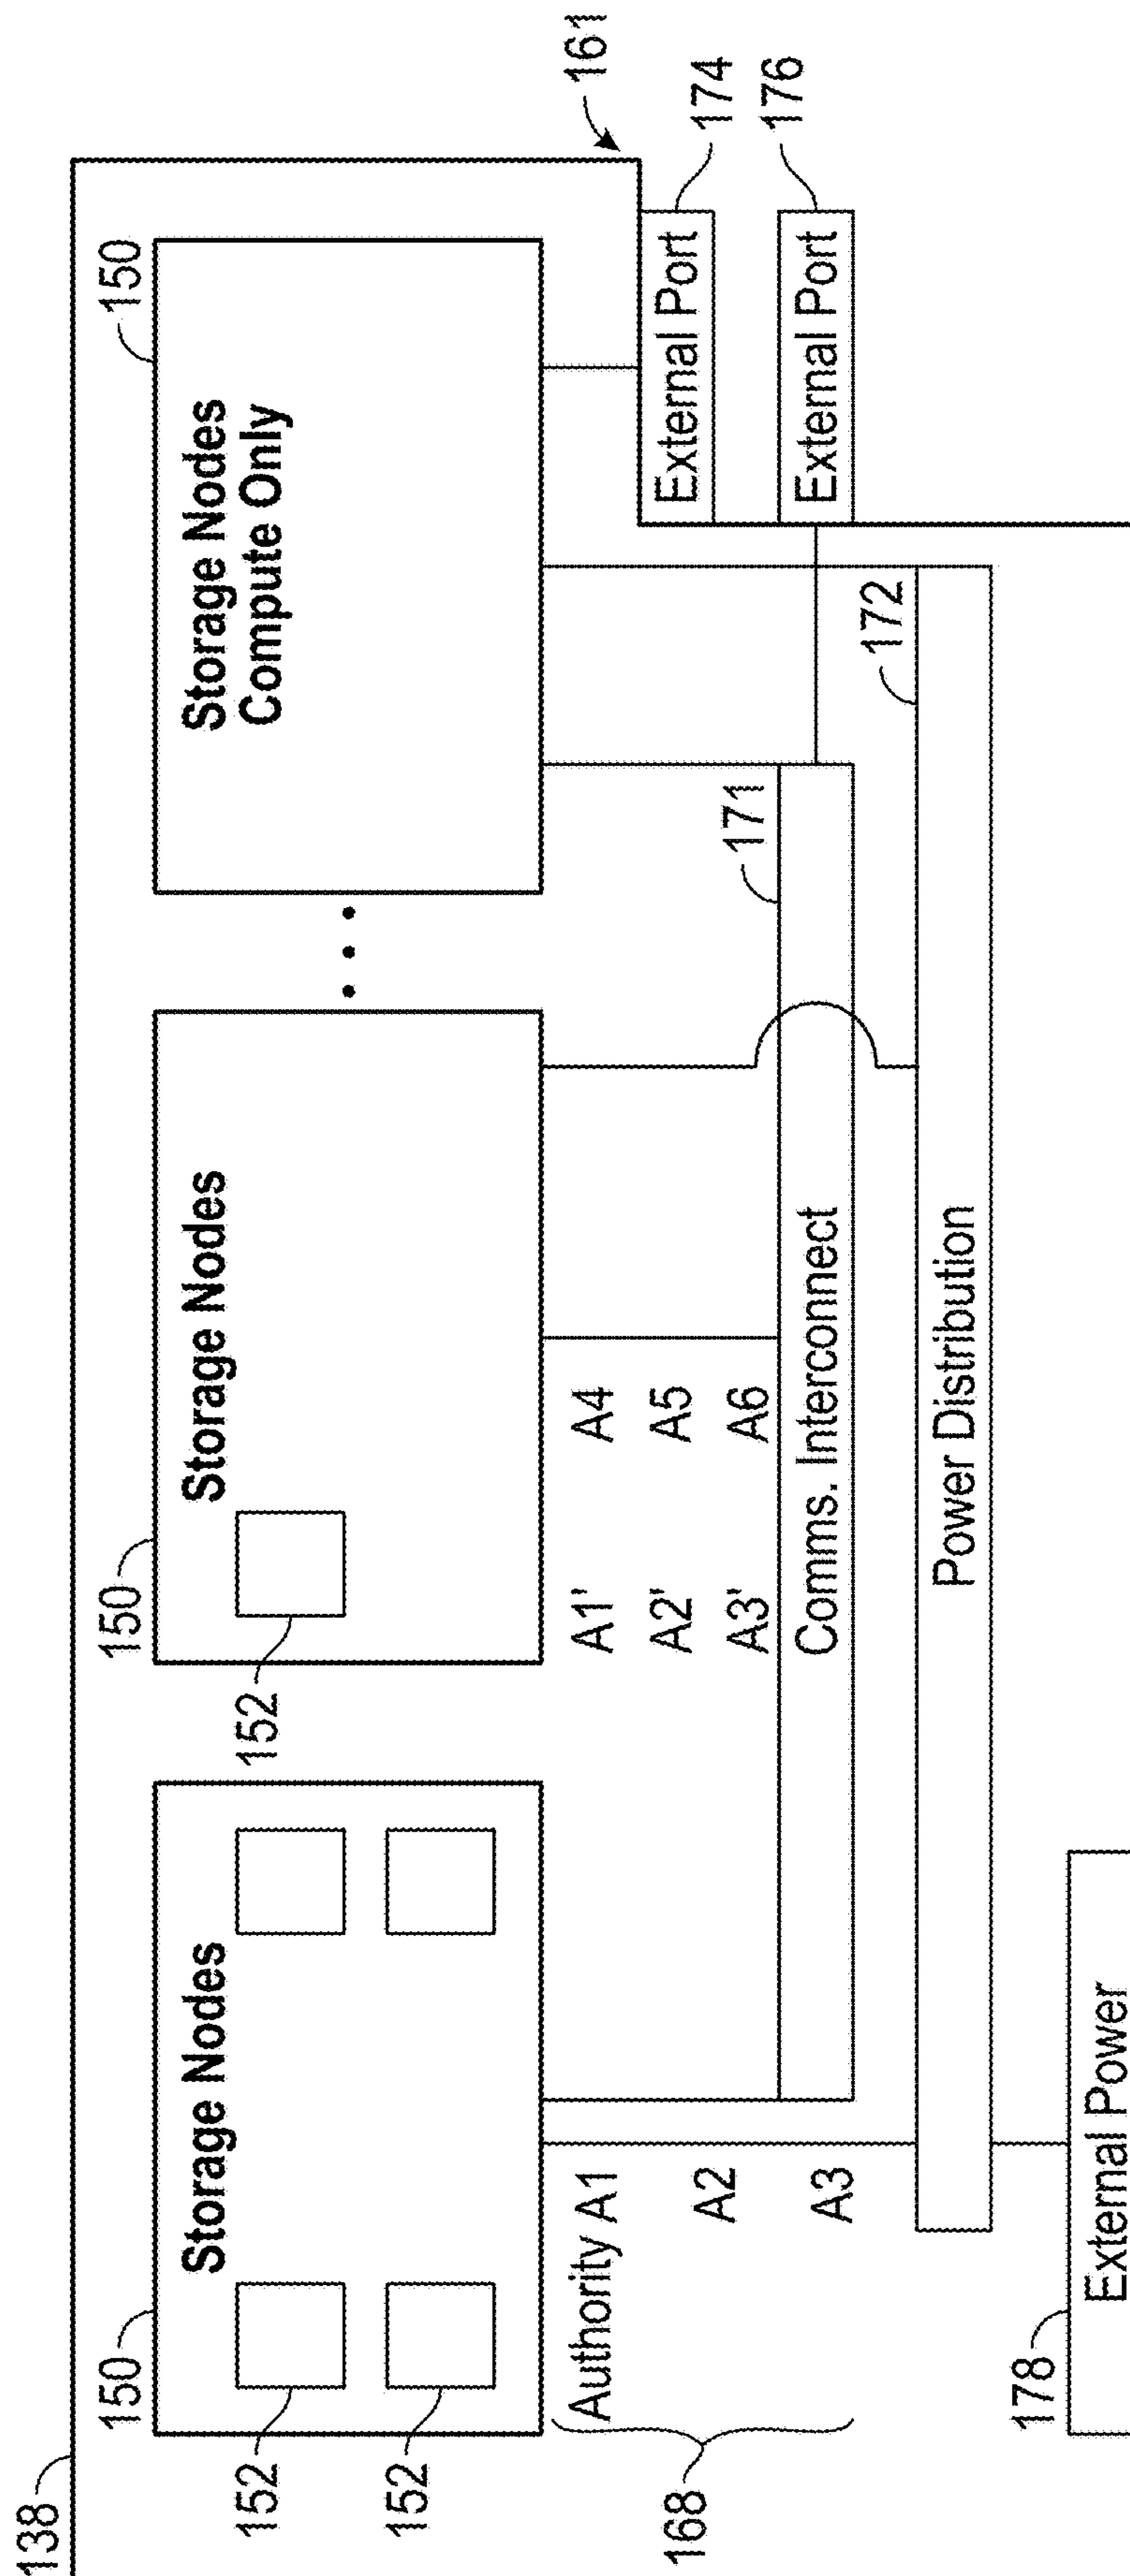 138
161
150
150
150
Storage Nodes
Storage Nodes
Storage Nodes
Compute Only
152
152
152
174
176
External Port
External Port
168
Authority A1
A2
A3
A1'
A4
A2'
A5
A3'
A6
171
Comms. Interconnect
172
Power Distribution
178
External Power